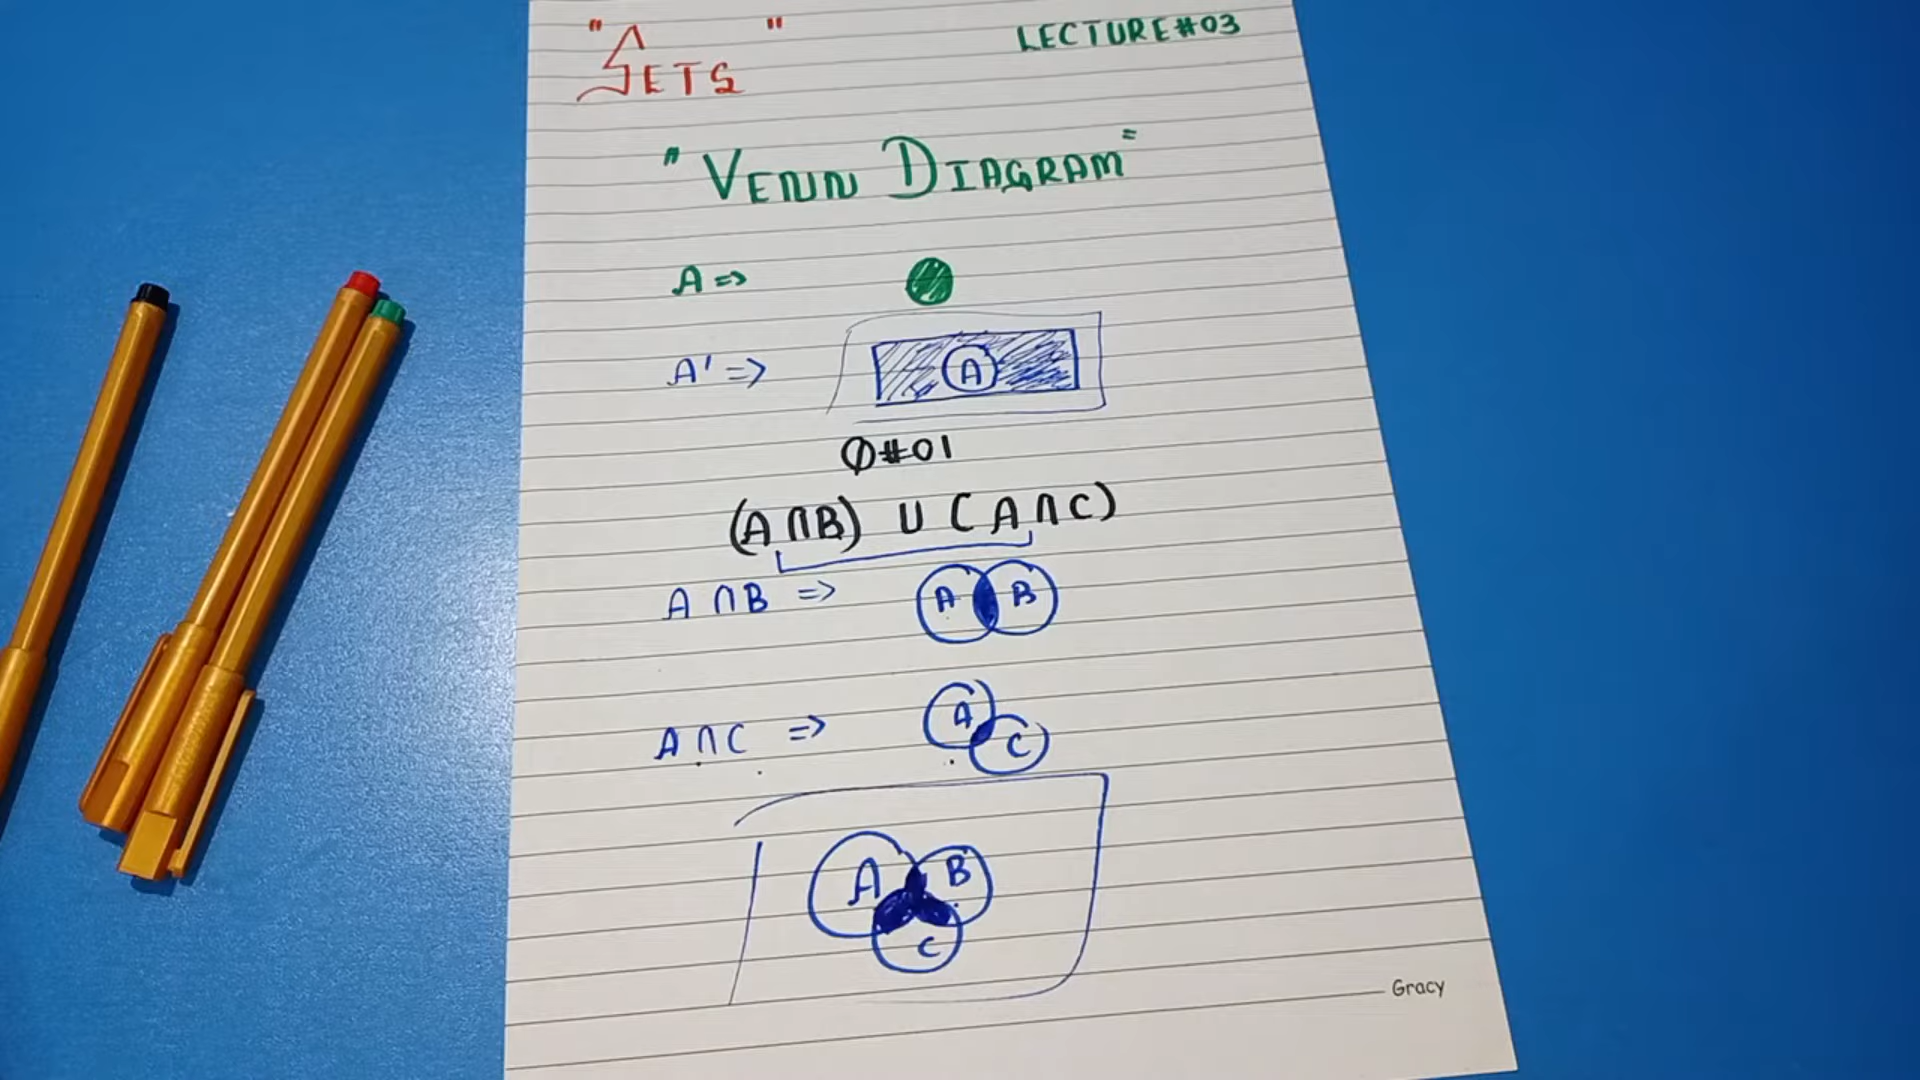 "SETS"
LECTURE#03
"VENN DIAGRAM"
A =>
A' => A
Q#01
(A∩B) ∪ (A∩C)
A∩B => A B
A∩C => A C
A B
C
Gracy